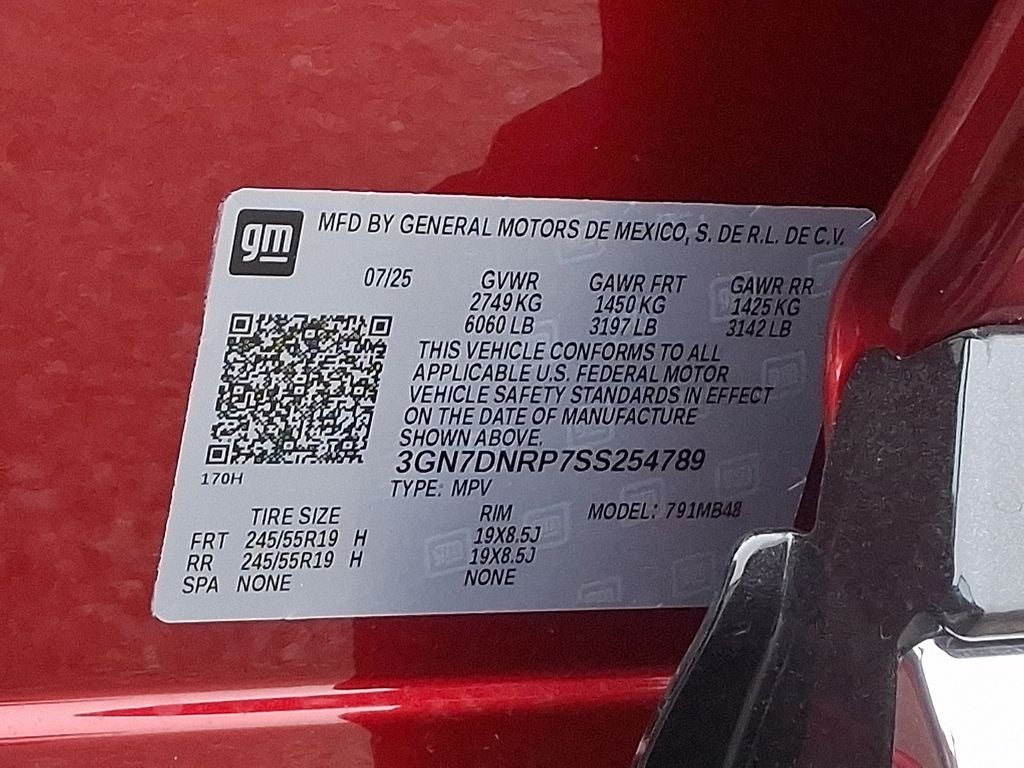 gm
MFD BY GENERAL MOTORS DE MEXICO, S. DE R.L. DE C.V.
07/25 GVWR GAWR FRT GAWR RR
2749 KG 1450 KG 1425 KG
6060 LB 3197 LB 3142 LB
THIS VEHICLE CONFORMS TO ALL
APPLICABLE U.S. FEDERAL MOTOR
VEHICLE SAFETY STANDARDS IN EFFECT
ON THE DATE OF MANUFACTURE
SHOWN ABOVE.
3GN7DNRP7SS254789
170H
TYPE: MPV
TIRE SIZE RIM MODEL: 791MB48
FRT 245/55R19 H 19X8.5J
RR 245/55R19 H 19X8.5J
SPA NONE NONE